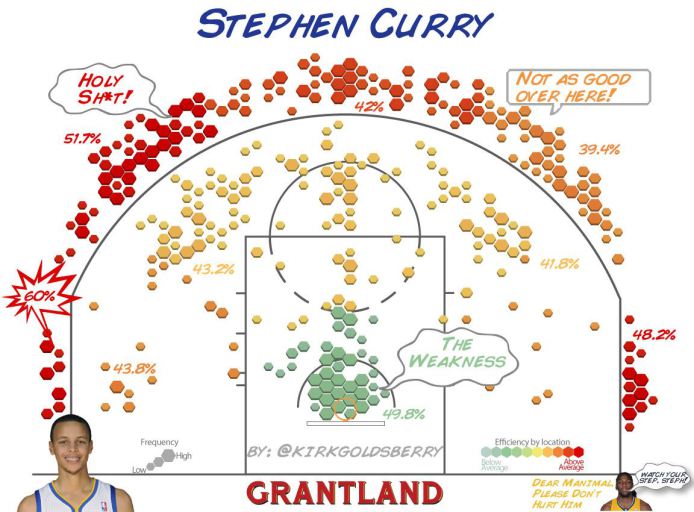 STEPHEN CURRY
HOLY
SH*T!
NOT AS GOOD
OVER HERE!
51.7%
42%
39.4%
43.2%
41.8%
60%
48.2%
THE
WEAKNESS
43.8%
49.8%
Frequency
High
Low
BY: @KIRKGOLDSBERRY
Efficiency by location
Below
Average
Above
Average
GRANTLAND
DEAR MANIMAL,
PLEASE DON'T
HURT HIM
WATCH YOUR
STEP, STEPH!